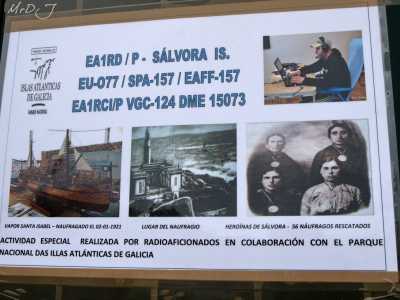 MrDiJ
EA1RD / P - SÁLVORA IS.
EU-O77 / SPA-157 / EAFF-157
EA1RCI/P VGC-124 DME 15073
ISLAS ATLÁNTICAS
DE GALICIA
PARQUE NACIONAL
VAPOR SANTA ISABEL – NAUFRAGADO EL 02-01-1921
LUGAR DEL NAUFRAGIO
HEROÍNAS DE SÁLVORA - 56 NÁUFRAGOS RESCATADOS
ACTIVIDAD ESPECIAL REALIZADA POR RADIOAFICIONADOS EN COLABORACIÓN CON EL PARQUE
NACIONAL DAS ILLAS ATLÁNTICAS DE GALICIA